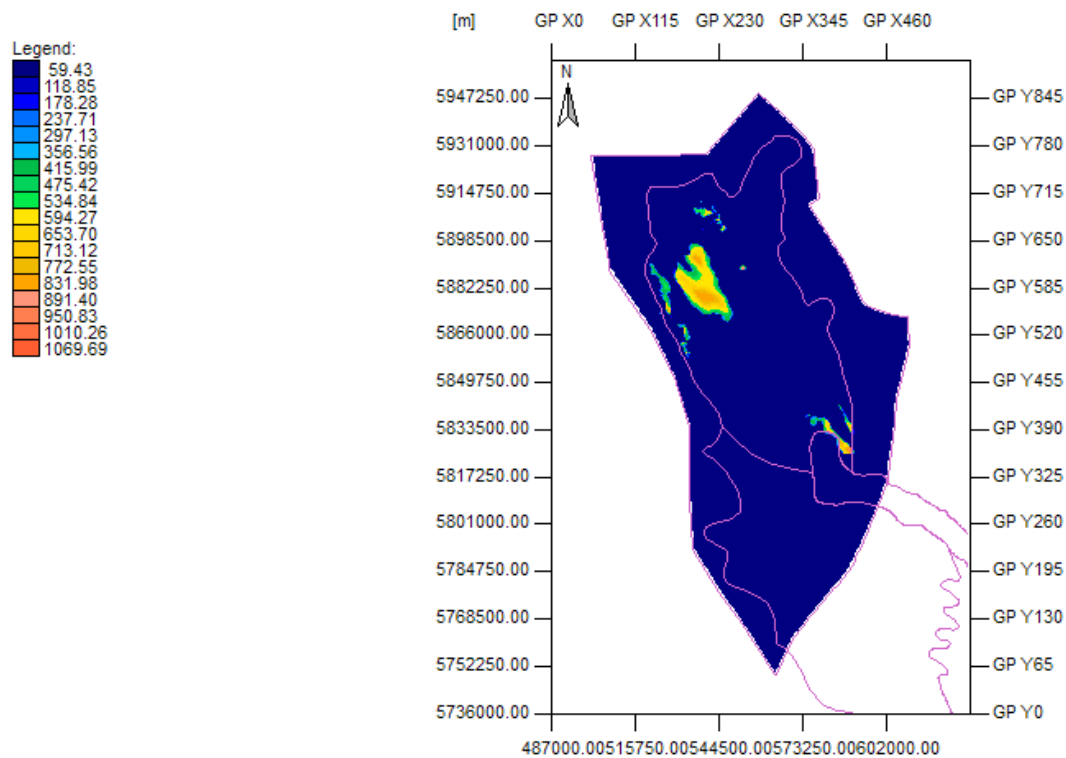 [m] GP X0 GP X115 GP X230 GP X345 GP X460
Legend:
59.43
118.85
178.28
237.71
297.13
356.56
415.99
475.42
534.84
594.27
653.70
713.12
772.55
831.98
891.40
950.83
1010.26
1069.69
N
5947250.00 GP Y845
5931000.00 GP Y780
5914750.00 GP Y715
5898500.00 GP Y650
5882250.00 GP Y585
5866000.00 GP Y520
5849750.00 GP Y455
5833500.00 GP Y390
5817250.00 GP Y325
5801000.00 GP Y260
5784750.00 GP Y195
5768500.00 GP Y130
5752250.00 GP Y65
5736000.00 GP Y0
487000.00515750.00544500.00573250.00602000.00